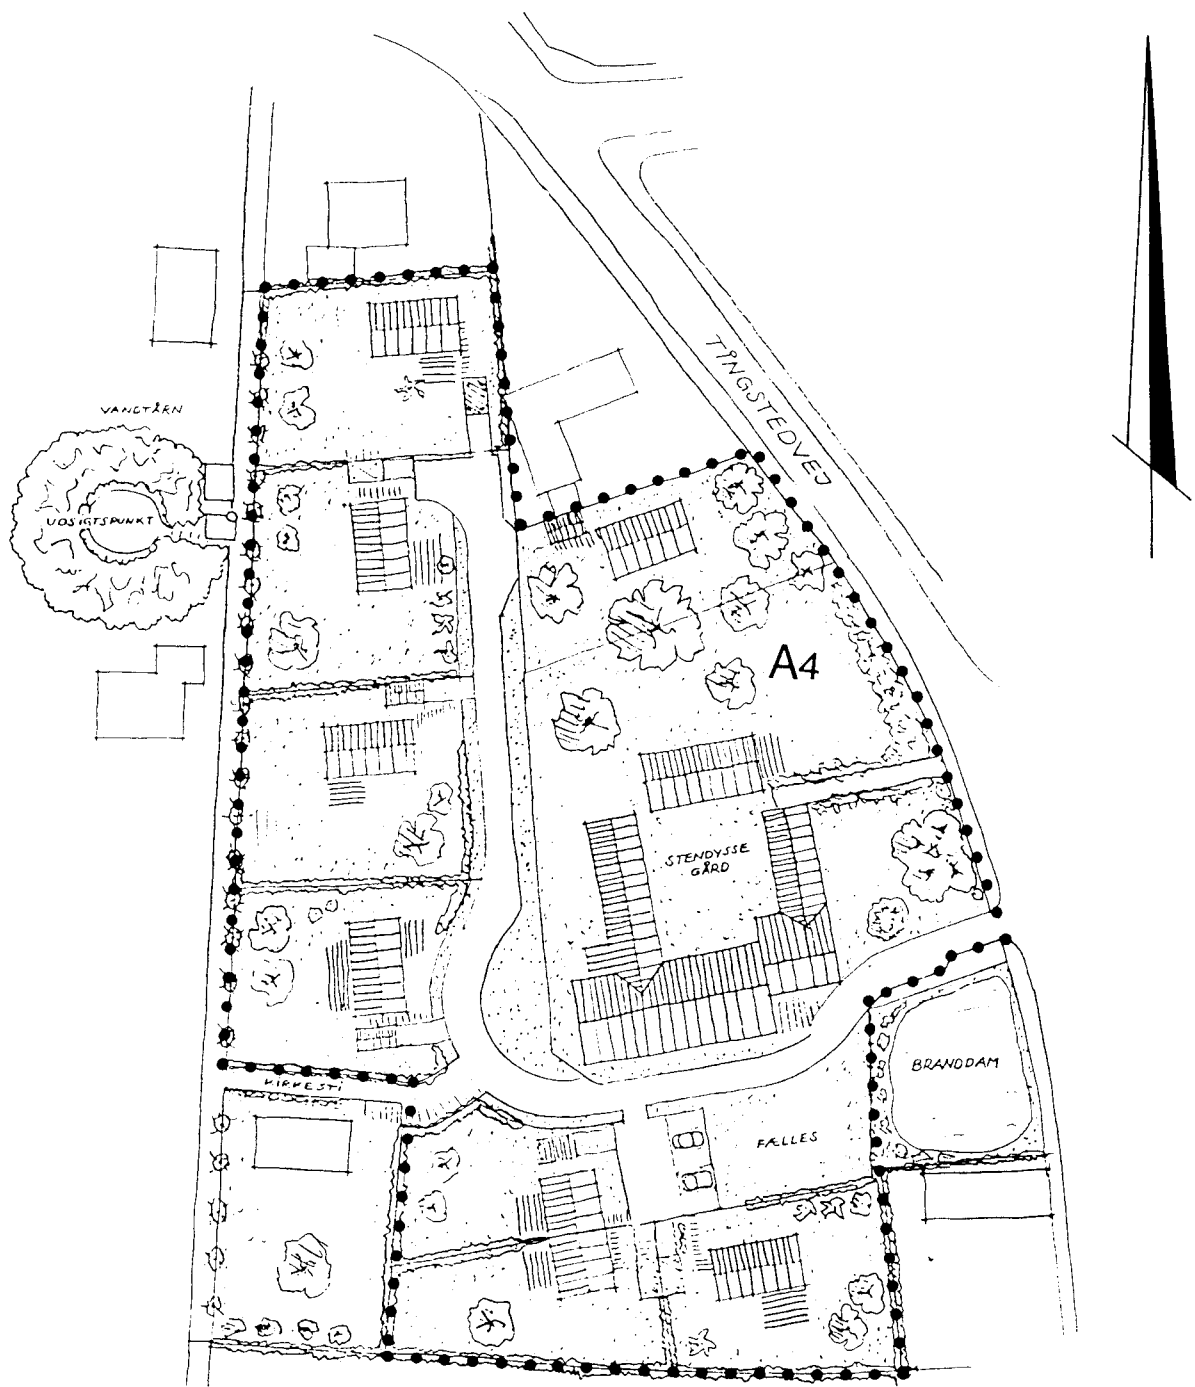 TINGSTEDVEJ
VANDTÅRN
UDSIGTSPUNKT
A4
STENDYSSE
GÅRD
BRANDDAM
KIRKESTI
FÆLLES